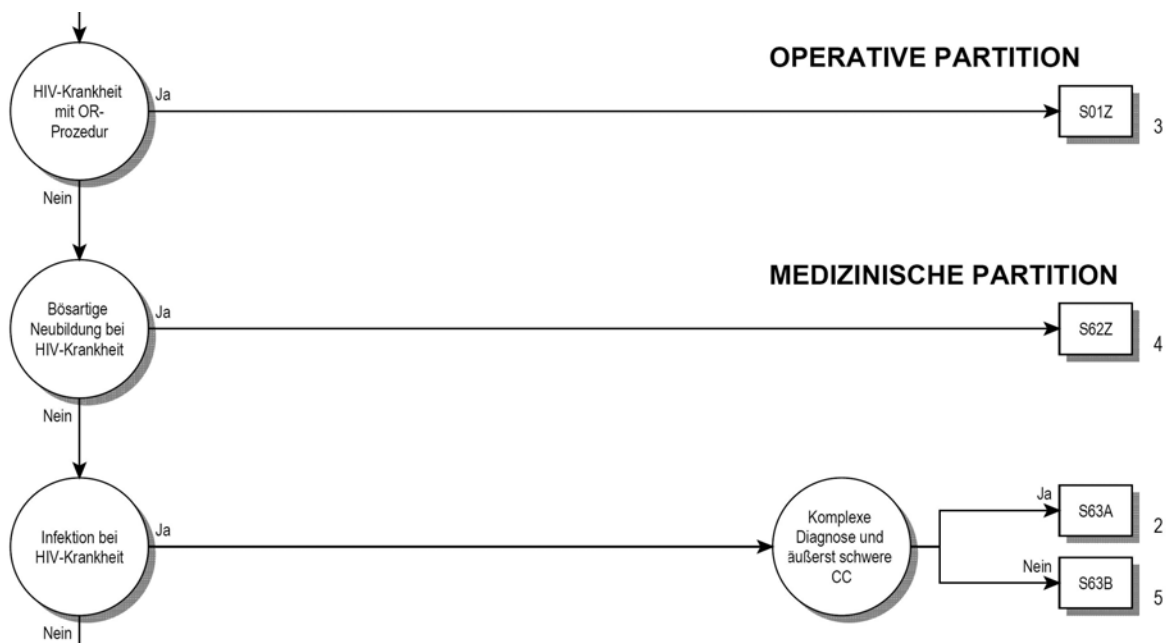 OPERATIVE PARTITION
HIV-Krankheit
mit OR-
Prozedur
Ja
S01Z
3
Nein
MEDIZINISCHE PARTITION
Bösartige
Neubildung bei
HIV-Krankheit
Ja
S62Z
4
Nein
Infektion bei
HIV-Krankheit
Ja
Komplexe
Diagnose und
äußerst schwere
CC
Ja
S63A
2
Nein
S63B
5
Nein